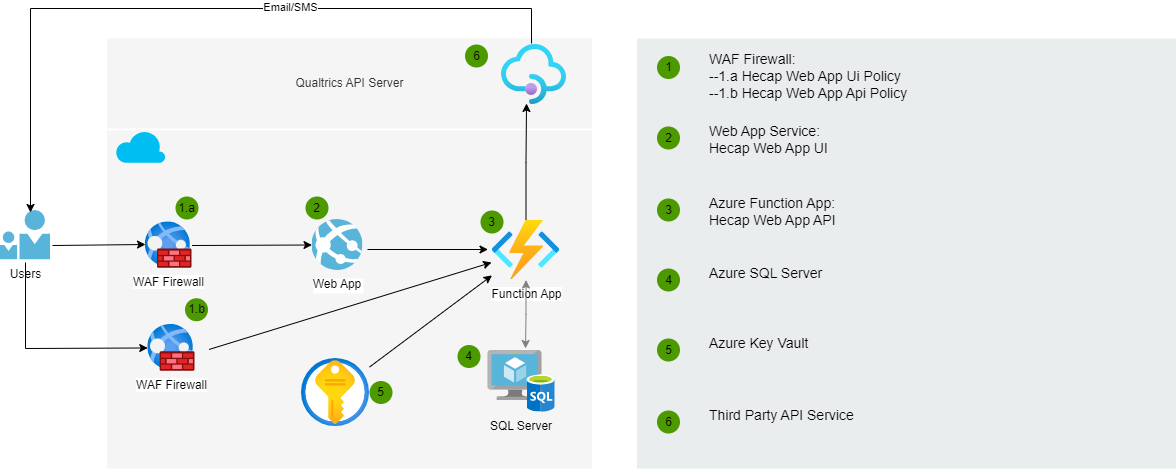 Email/SMS
6
Qualtrics API Server
1.a
2
3
Users
WAF Firewall
Web App
Function App
1.b
WAF Firewall
4
5
SQL
SQL Server
1
WAF Firewall:
--1.a Hecap Web App Ui Policy
--1.b Hecap Web App Api Policy
2
Web App Service:
Hecap Web App UI
3
Azure Function App:
Hecap Web App API
4
Azure SQL Server
5
Azure Key Vault
6
Third Party API Service